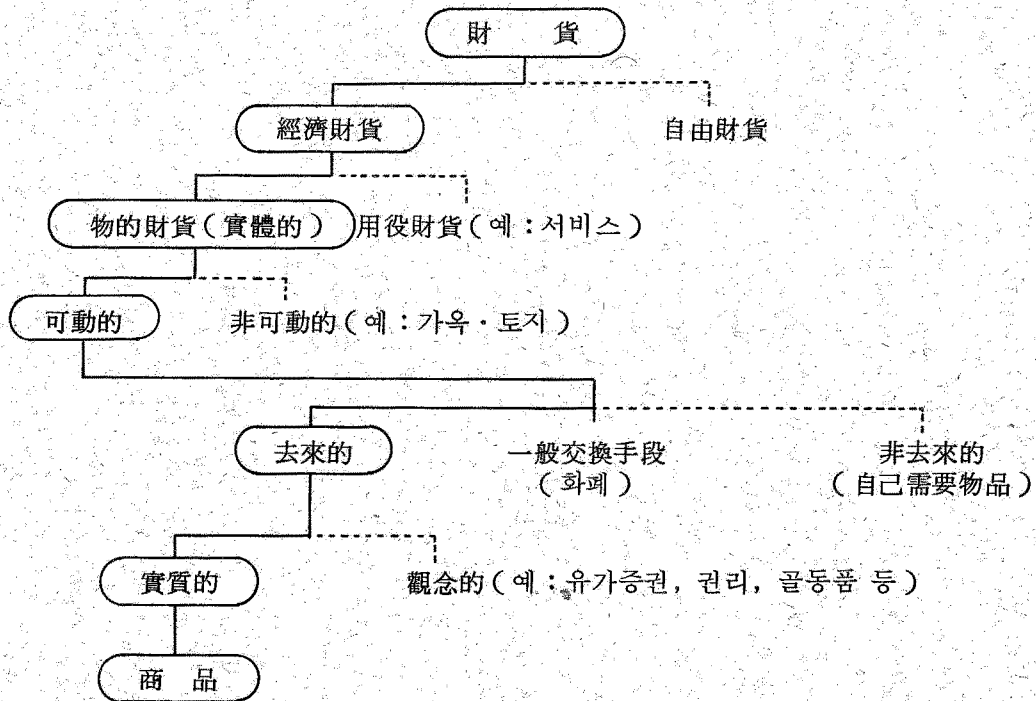 財 貨
經濟財貨 自由財貨
物的財貨(實體的) 用役財貨(예:서비스)
可動的 非可動的(예:가옥·토지)
去來的 一般交換手段 非去來的
(화폐) (自己需要物品)
實質的 觀念的(예:유가증권, 권리, 골동품 등)
商 品